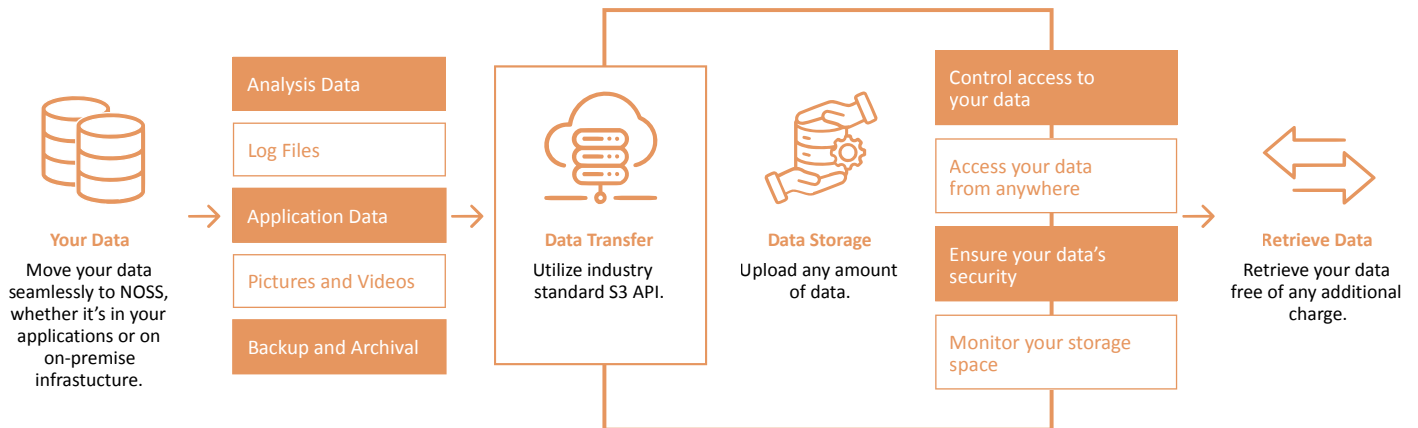 Your Data
Move your data
seamlessly to NOSS,
whether it's in your
applications or on
on-premise
infrastucture.
Analysis Data
Log Files
Application Data
Pictures and Videos
Backup and Archival
Data Transfer
Utilize industry
standard S3 API.
Data Storage
Upload any amount
of data.
Control access to
your data
Access your data
from anywhere
Ensure your data's
security
Monitor your storage
space
Retrieve Data
Retrieve your data
free of any additional
charge.